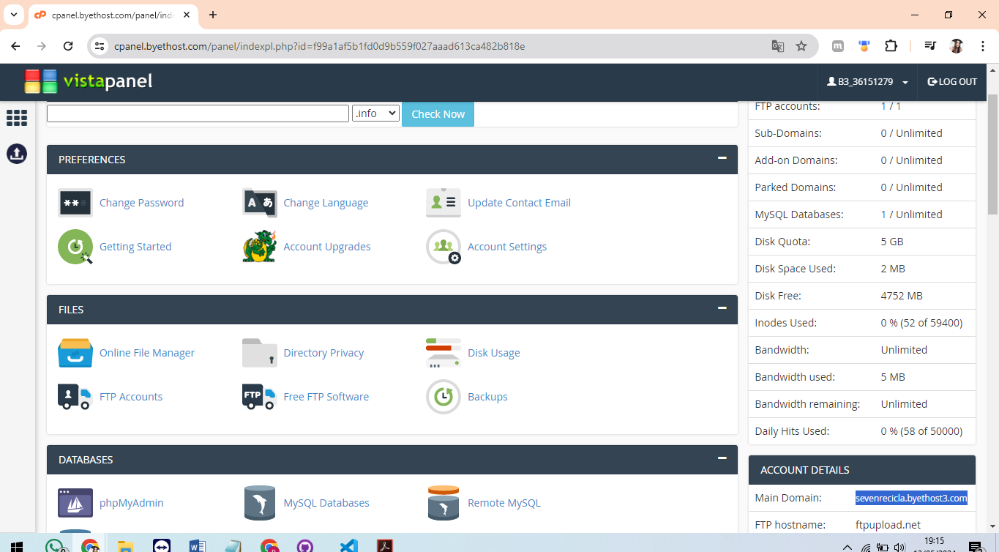 cpanel.byethost.com/panel/inde
cpanel.byethost.com/panel/indexpl.php?id=f99a1af5b1fd0d9b559f027aaad613ca482b818e
vistapanel
B3_36151279
LOG OUT
.info
Check Now
PREFERENCES
Change Password
Change Language
Update Contact Email
Getting Started
Account Upgrades
Account Settings
FILES
Online File Manager
Directory Privacy
Disk Usage
FTP Accounts
FTP
Free FTP Software
Backups
DATABASES
phpMyAdmin
MySQL Databases
Remote MySQL
FTP accounts: 1 / 1
Sub-Domains: 0 / Unlimited
Add-on Domains: 0 / Unlimited
Parked Domains: 0 / Unlimited
MySQL Databases: 1 / Unlimited
Disk Quota: 5 GB
Disk Space Used: 2 MB
Disk Free: 4752 MB
Inodes Used: 0 % (52 of 59400)
Bandwidth: Unlimited
Bandwidth used: 5 MB
Bandwidth remaining: Unlimited
Daily Hits Used: 0 % (58 of 50000)
ACCOUNT DETAILS
Main Domain: sevenrecicla.byethost3.com
FTP hostname: ftpupload.net
19:15